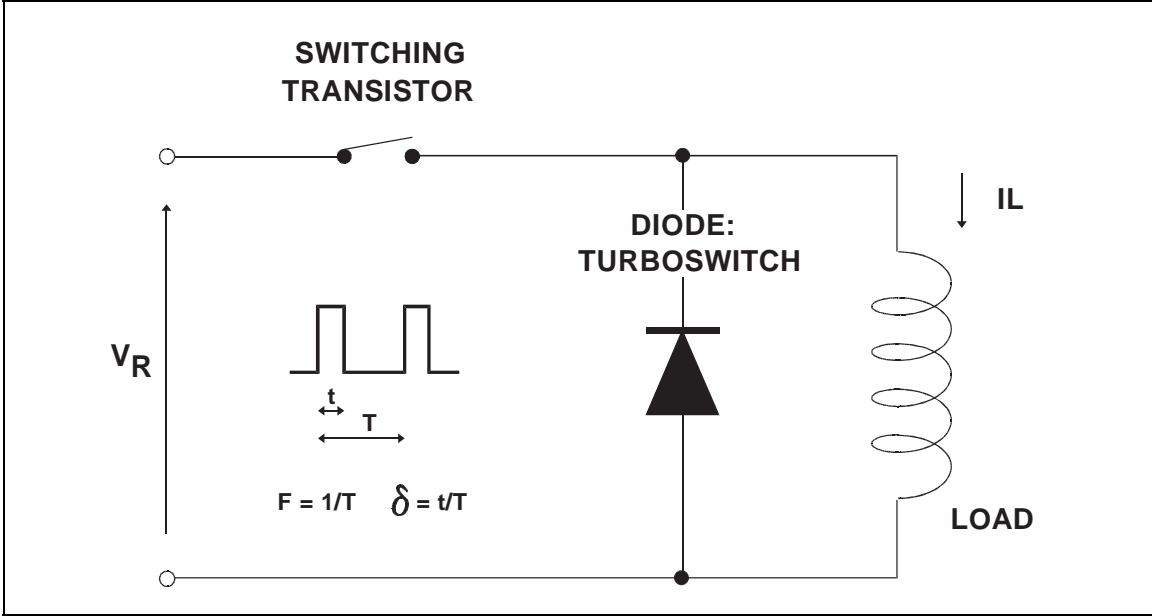 SWITCHING
TRANSISTOR
IL
DIODE:
TURBOSWITCH
VR
t
T
F = 1/T δ = t/T
LOAD